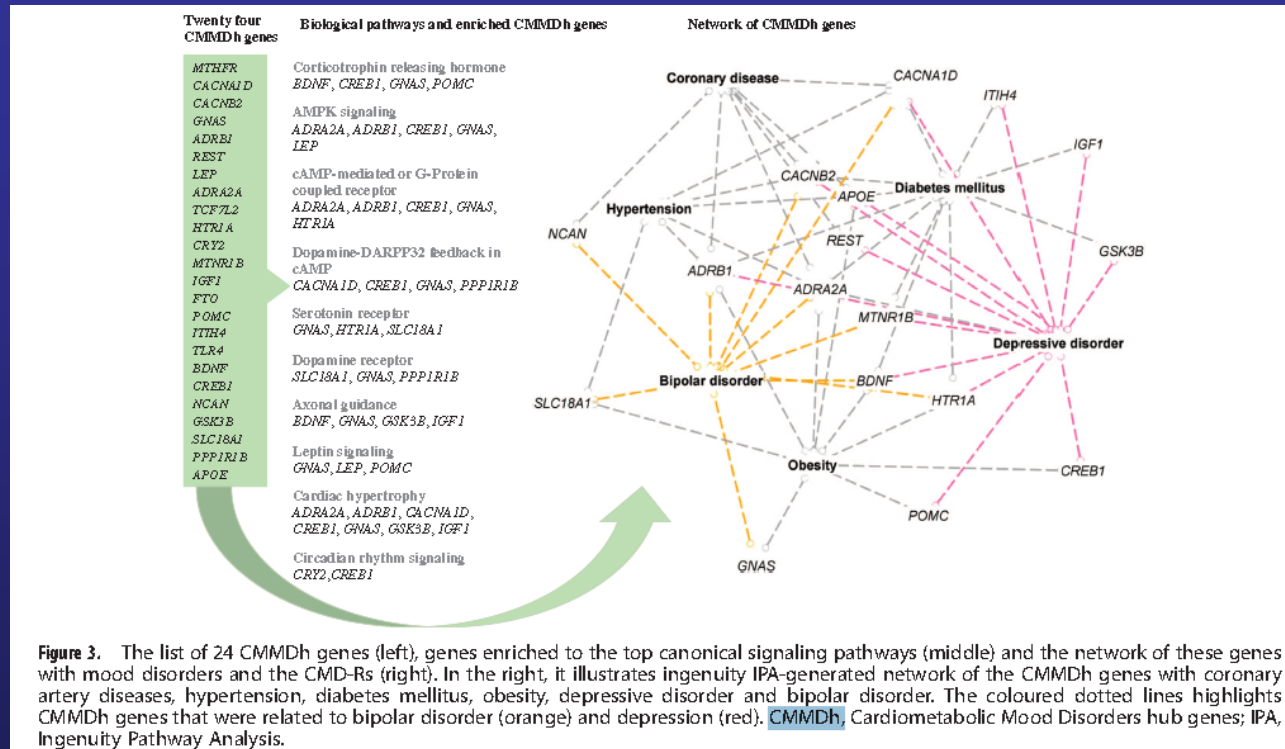 Twenty four
CMMDh genes
MTHFR
CACNA1D
CACNB2
GNAS
ADRB1
REST
LEP
ADRA2A
TCF7L2
HTR1A
CRY2
MTNR1B
IGF1
FTO
POMC
ITIH4
TLR4
BDNF
CREB1
NCAN
GSK3B
SLC18A1
PPP1R1B
APOE
Biological pathways and enriched CMMDh genes
Corticotrophin releasing hormone
BDNF, CREB1, GNAS, POMC
AMPK signaling
ADRA2A, ADRB1, CREB1, GNAS,
LEP
cAMP-mediated or G-Protein
coupled receptor
ADRA2A, ADRB1, CREB1, GNAS,
HTR1A
Dopamine-DARPP32 feedback in
cAMP
CACNA1D, CREB1, GNAS, PPP1R1B
Serotonin receptor
GNAS, HTR1A, SLC18A1
Dopamine receptor
SLC18A1, GNAS, PPP1R1B
Axonal guidance
BDNF, GNAS, GSK3B, IGF1
Leptin signaling
GNAS, LEP, POMC
Cardiac hypertrophy
ADRA2A, ADRB1, CACNA1D,
CREB1, GNAS, GSK3B, IGF1
Circadian rhythm signaling
CRY2,CREB1
Network of CMMDh genes
Coronary disease
CACNA1D
ITIH4
IGF1
CACNB2
APOE
Diabetes mellitus
Hypertension
NCAN
REST
GSK3B
ADRB1
ADRA2A
MTNR1B
Depressive disorder
Bipolar disorder
BDNF
SLC18A1
HTR1A
Obesity
CREB1
POMC
GNAS
Figure 3. The list of 24 CMMDh genes (left), genes enriched to the top canonical signaling pathways (middle) and the network of these genes
with mood disorders and the CMD-Rs (right). In the right, it illustrates ingenuity IPA-generated network of the CMMDh genes with coronary
artery diseases, hypertension, diabetes mellitus, obesity, depressive disorder and bipolar disorder. The coloured dotted lines highlights
CMMDh genes that were related to bipolar disorder (orange) and depression (red). CMMDh, Cardiometabolic Mood Disorders hub genes; IPA,
Ingenuity Pathway Analysis.